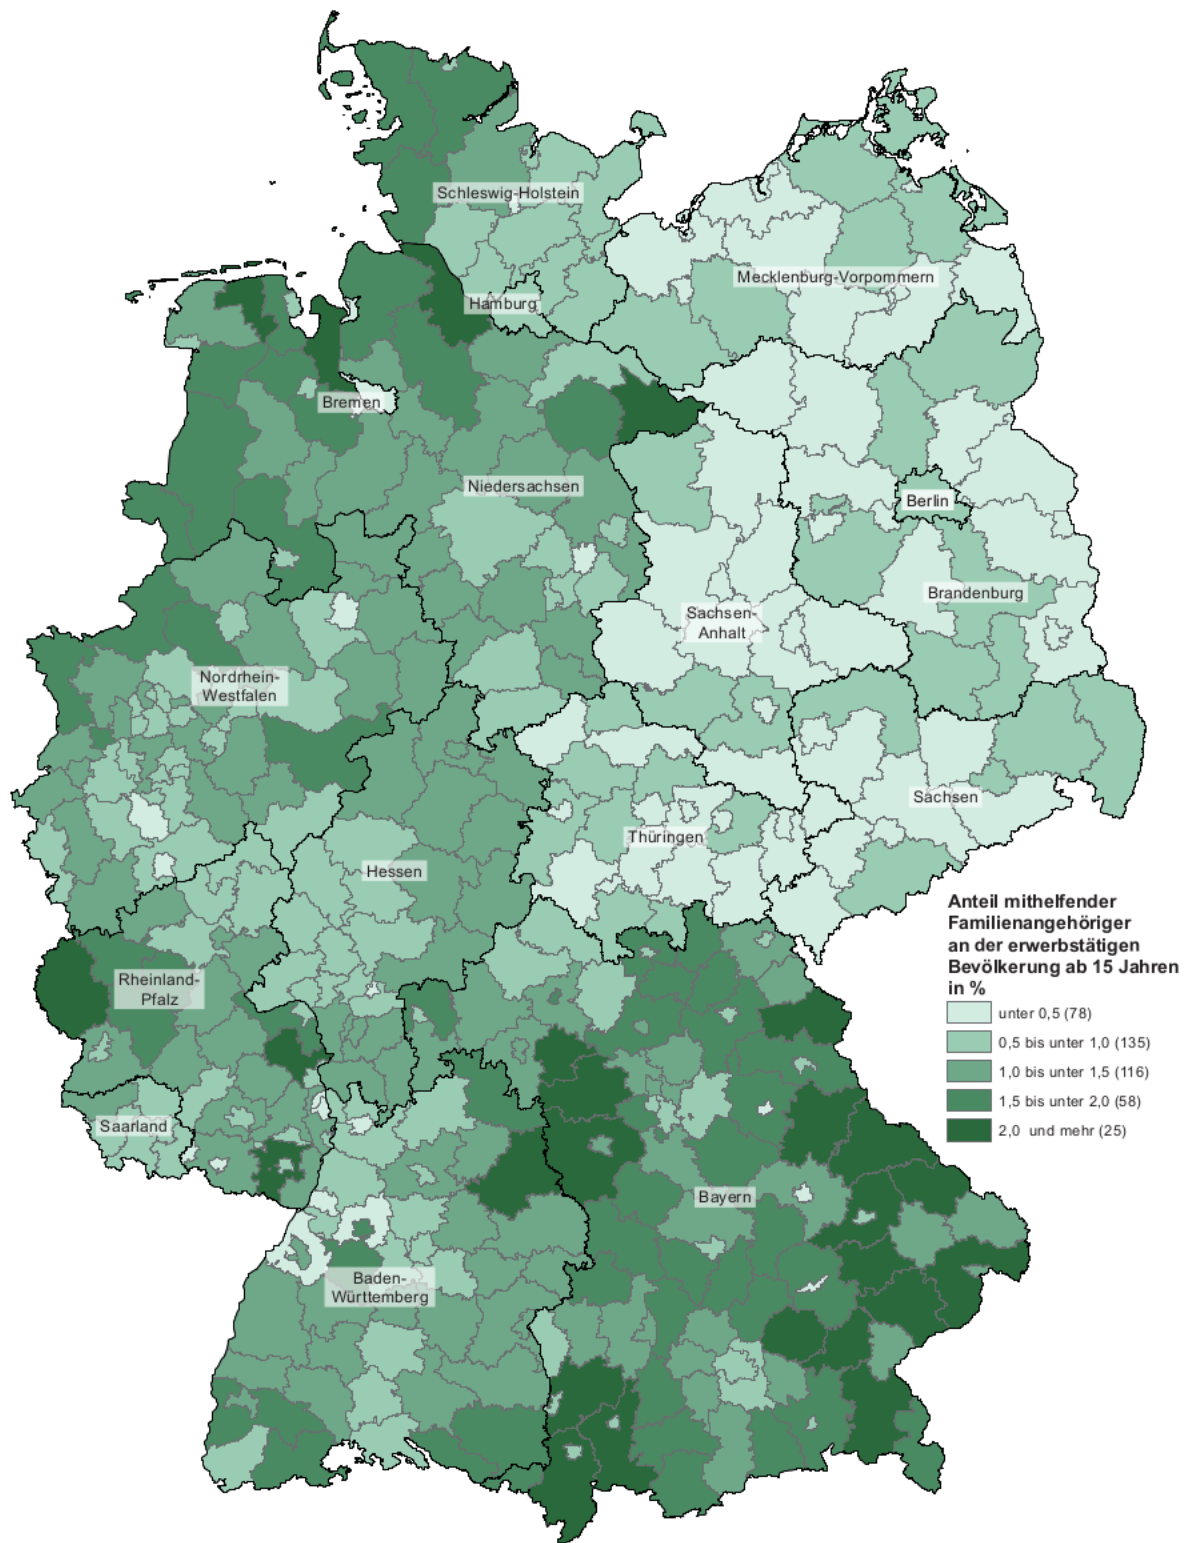 Schleswig-Holstein
Mecklenburg-Vorpommern
Hamburg
Bremen
Niedersachsen
Berlin
Brandenburg
Sachsen-
Anhalt
Nordrhein-
Westfalen
Sachsen
Thüringen
Hessen
Rheinland-
Pfalz
Saarland
Bayern
Baden-
Württemberg
Anteil mithelfender
Familienangehöriger
an der erwerbstätigen
Bevölkerung ab 15 Jahren
in %
unter 0,5 (78)
0,5 bis unter 1,0 (135)
1,0 bis unter 1,5 (116)
1,5 bis unter 2,0 (58)
2,0 und mehr (25)